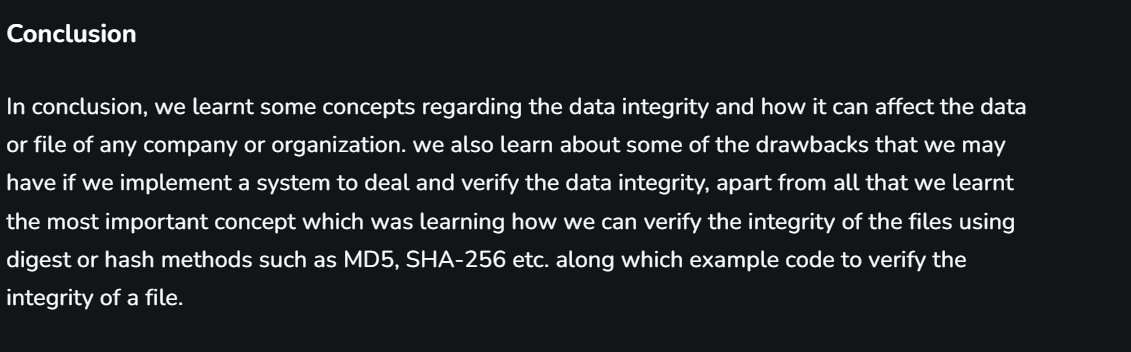 Conclusion
In conclusion, we learnt some concepts regarding the data integrity and how it can affect the data
or file of any company or organization. we also learn about some of the drawbacks that we may
have if we implement a system to deal and verify the data integrity, apart from all that we learnt
the most important concept which was learning how we can verify the integrity of the files using
digest or hash methods such as MD5, SHA-256 etc. along which example code to verify the
integrity of a file.